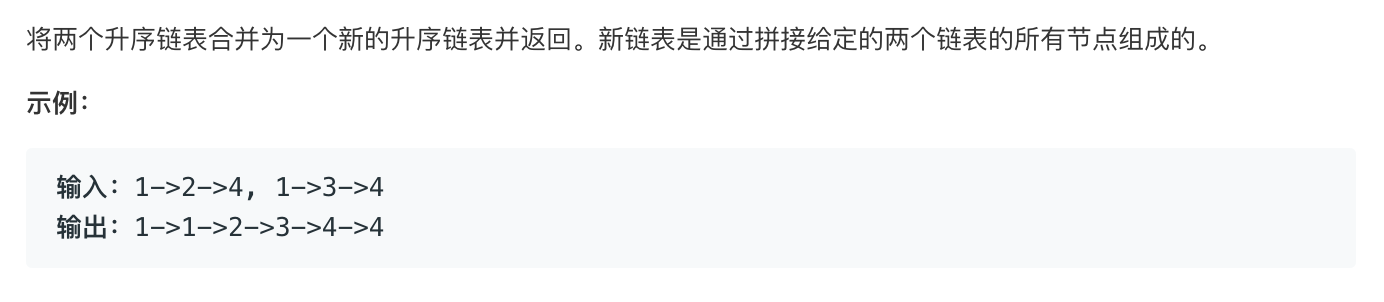 将两个升序链表合并为一个新的升序链表并返回。新链表是通过拼接给定的两个链表的所有节点组成的。
示例：
输入：1->2->4, 1->3->4
输出：1->1->2->3->4->4